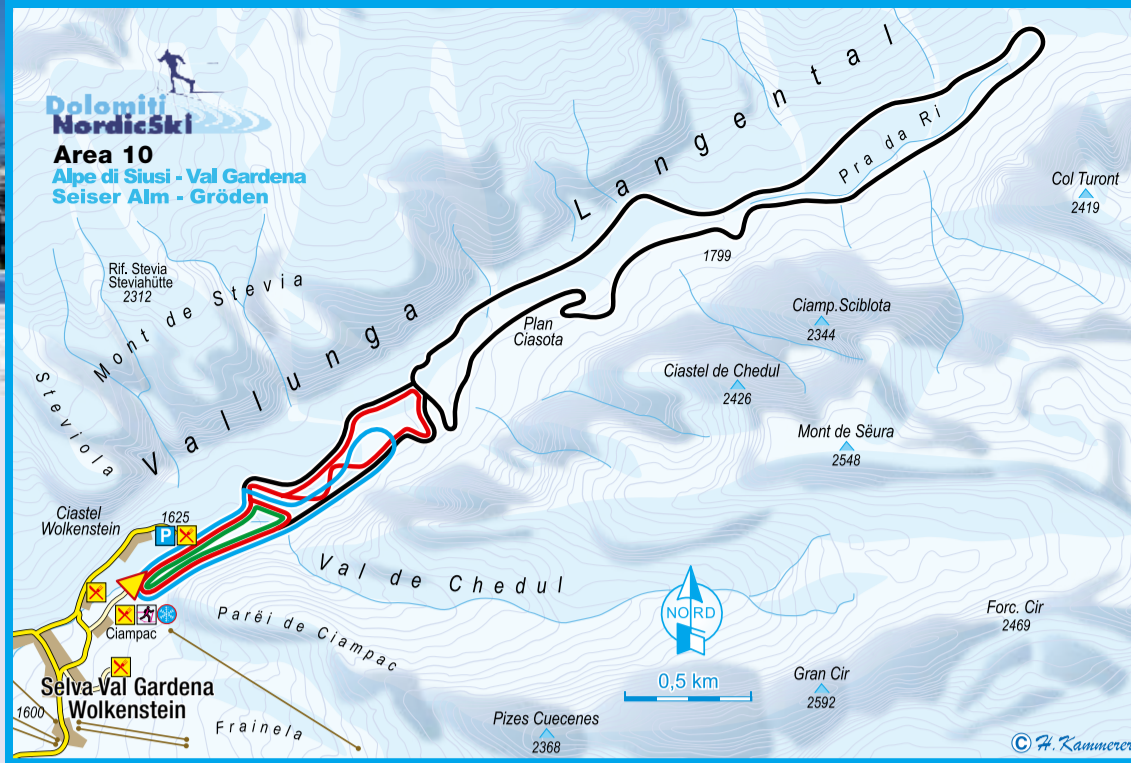 Dolomiti
NordicSki
Area 10
Alpe di Siusi - Val Gardena
Seiser Alm - Gröden
Langental
Pra da Ri
Col Turont
2419
Rif. Stevia
Steviahütte
2312
Mont de Stevia
Steviola
Vallunga
1799
Plan
Ciasota
Ciamp.Sciblota
2344
Ciastel de Chedul
2426
Mont de Sëura
2548
Ciastel
Wolkenstein
1625
P
Val de Chedul
Ciampac
Parëi de Ciampac
NORD
0,5 km
Forc. Cir
2469
Gran Cir
2592
Selva Val Gardena
Wolkenstein
1600
Frainela
Pizes Cuecenes
2368
© H. Kammerer